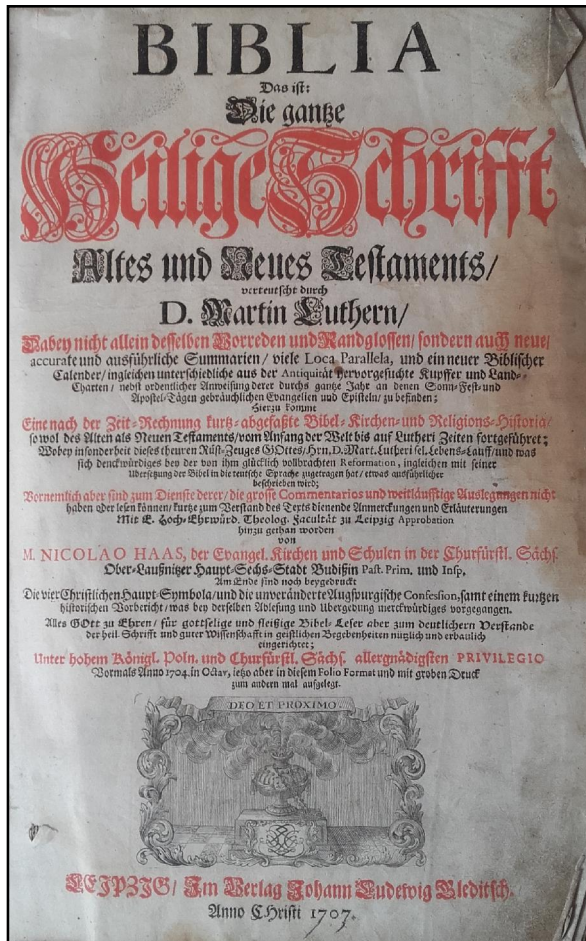 BIBLIA
Das ist:
Die gantze
Heilige Schrifft
Altes und Neues Testaments/
verteutscht durch
D. Martin Luthern/
Dabey nicht allein desselben Vorreden und Randglossen/ sondern auch neue/
accurate und ausführliche Summarien/ viele Loca Parallela, und ein neuer Biblischer
Calender/ ingleichen unterschiedliche aus der Antiquität hervorgesuchte Kupffer und Land-
Charten/ nebst ordentlicher Anweisung derer durchs gantze Jahr an denen Sonn-Fest-und
Apostel-Tägen gebräuchlichen Evangelien und Episteln/ zu befinden;
Hierzu komme
Eine nach der Zeit-Rechnung kurtz-abgefaßte Bibel-Kirchen-und Religions-Historia/
sowol des Alten als Neuen Testaments/ vom Anfang der Welt bis auf Lutheri Zeiten fortgeführet;
Wobey insonderheit dieses theuren Rüst-Zeuges GOttes/ Hrn. D. Mart. Lutheri sel. Lebens-Lauff/ und was
sich denckwürdiges bey der von ihm glücklich vollbrachten Reformation, ingleichen mit seiner
Ubersetzung der Bibel in die teutsche Sprache zugetragen hat/ etwas ausführlicher
beschrieben wird;
Vornemlich aber sind zum Dienste derer/ die grosse Commentarios und weitläufftige Auslegungen nicht
haben oder lesen können/ kurtze zum Verstand des Texts dienende Anmerckungen und Erläuterungen
Mit E. Hoch-Ehrwürd. Theolog. Facultät zu Leipzig Approbation
hinzu gethan worden
von
M. NICOLAO HAAS, der Evangel. Kirchen und Schulen in der Churfürstl. Sächs.
Ober-Laußnitzer Haupt-Sechs-Stadt Budißin Past. Prim. und Insp.
Am Ende sind noch beygedruckt
Die vier Christlichen Haupt-Symbola/ und die unveränderte Augspurgische Confession, samt einem kurtzen
historischen Vorbericht/ was bey derselben Ablesung und Ubergebung merckwürdiges vorgegangen.
Alles GOtt zu Ehren/ für gottselige und fleißige Bibel-Leser aber zum deutlichern Verstande
der heil. Schrifft und guter Wissenschafft in geistlichen Begebenheiten nützlich und erbaulich
eingerichtet;
Unter hohem Königl. Poln. und Churfürstl. Sächs. allergnädigsten PRIVILEGIO
Vormals Anno 1704. in Octav, ietzo aber in diesem Folio Format und mit groben Druck
zum andern mal aufgelegt.
DEO ET PROXIMO
LEIPZIG/ Im Verlag Johann Ludewig Gleditsch.
Anno CHristi 1707.